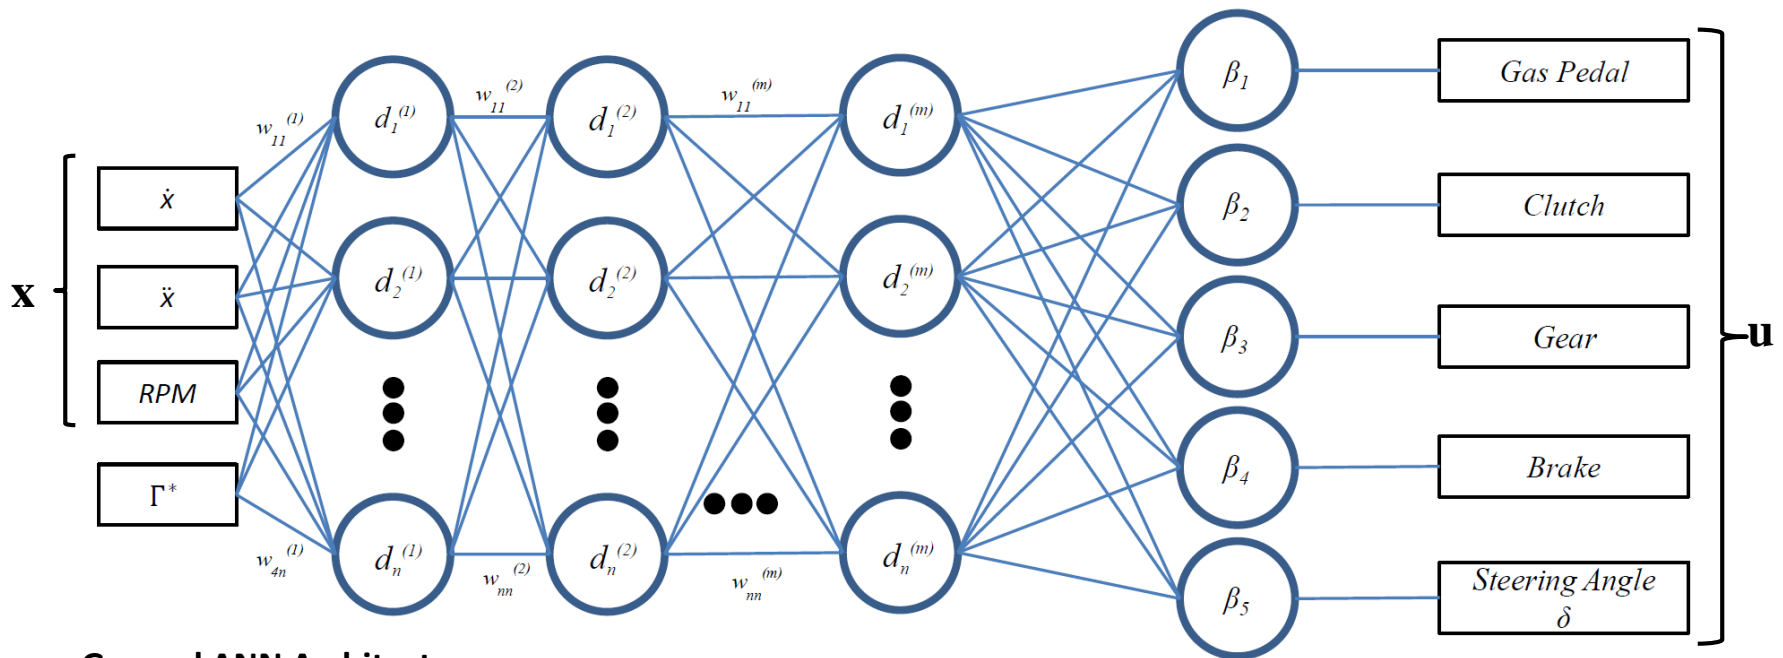 x
ẋ
ẍ
RPM
Γ*
w₁₁⁽¹⁾
w₄ₙ⁽¹⁾
d₁⁽¹⁾
d₂⁽¹⁾
dₙ⁽¹⁾
w₁₁⁽²⁾
wₙₙ⁽²⁾
d₁⁽²⁾
d₂⁽²⁾
dₙ⁽²⁾
w₁₁⁽ᵐ⁾
wₙₙ⁽ᵐ⁾
d₁⁽ᵐ⁾
d₂⁽ᵐ⁾
dₙ⁽ᵐ⁾
β₁
β₂
β₃
β₄
β₅
Gas Pedal
Clutch
Gear
Brake
Steering Angle
δ
u